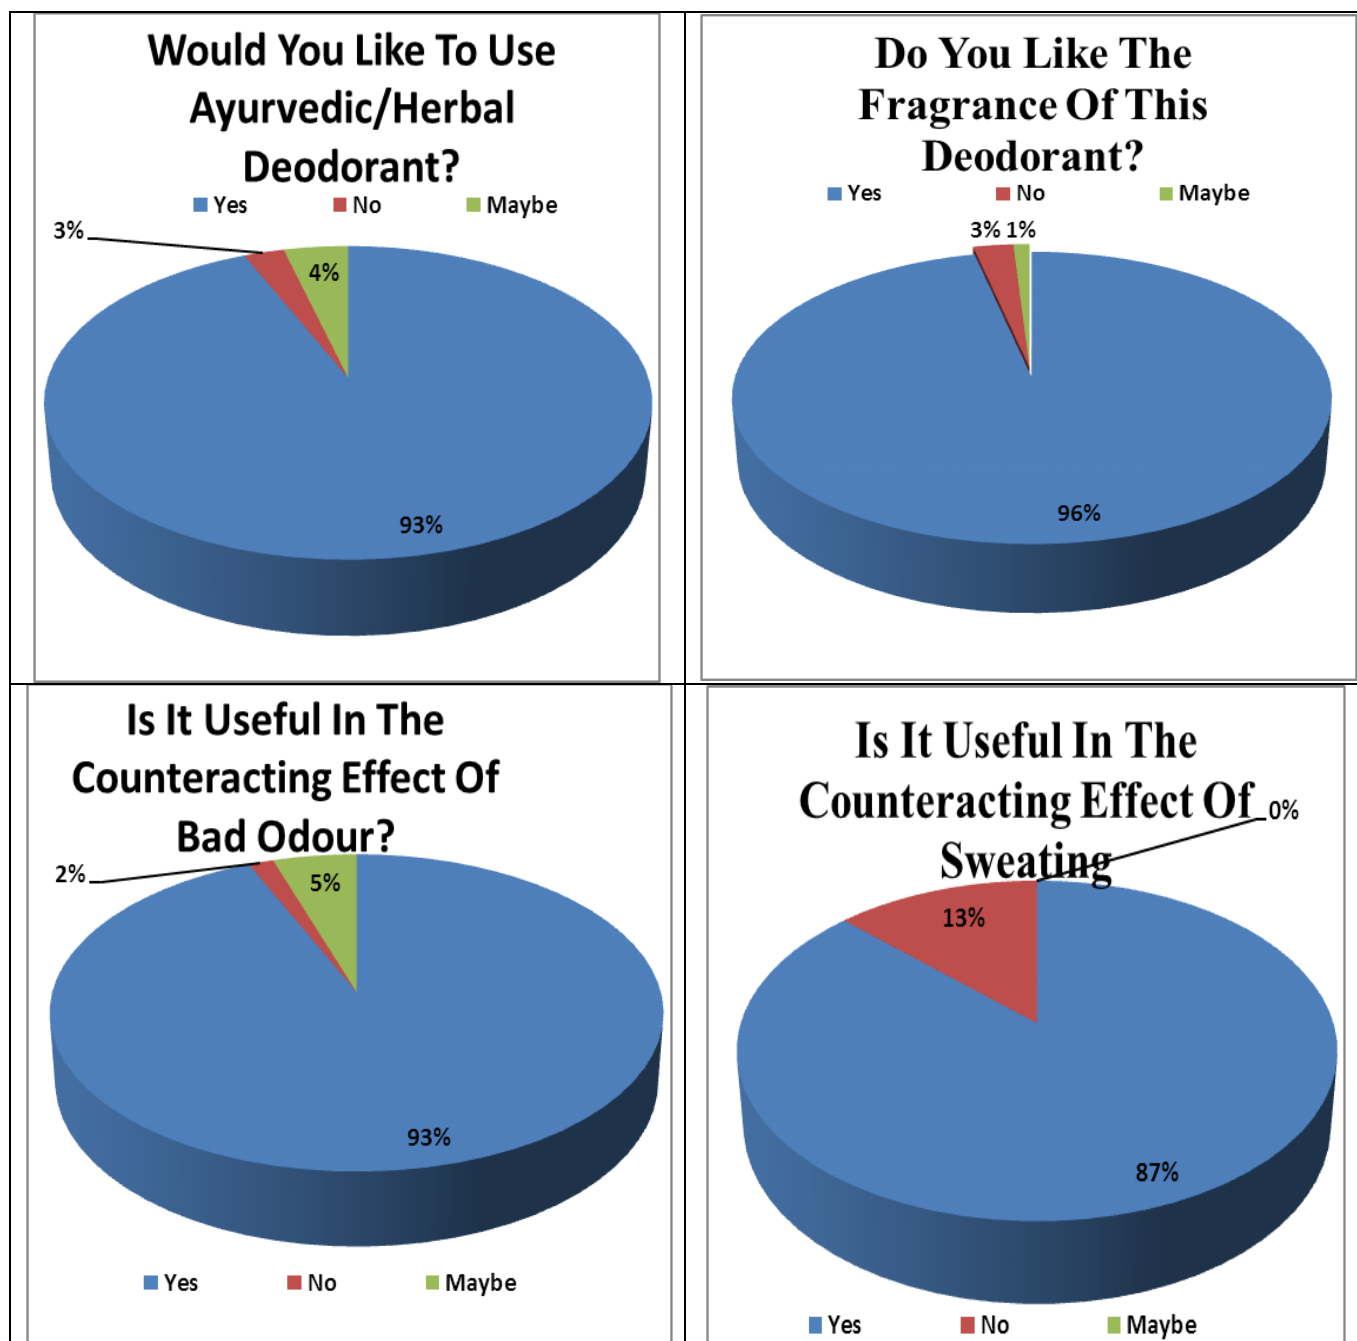 Would You Like To Use
Ayurvedic/Herbal
Deodorant?
Yes No Maybe
3%
4%
93%
Do You Like The
Fragrance Of This
Deodorant?
Yes No Maybe
3% 1%
96%
Is It Useful In The
Counteracting Effect Of
Bad Odour?
2%
5%
93%
Yes No Maybe
Is It Useful In The
Counteracting Effect Of
0%
Sweating
13%
87%
Yes No Maybe